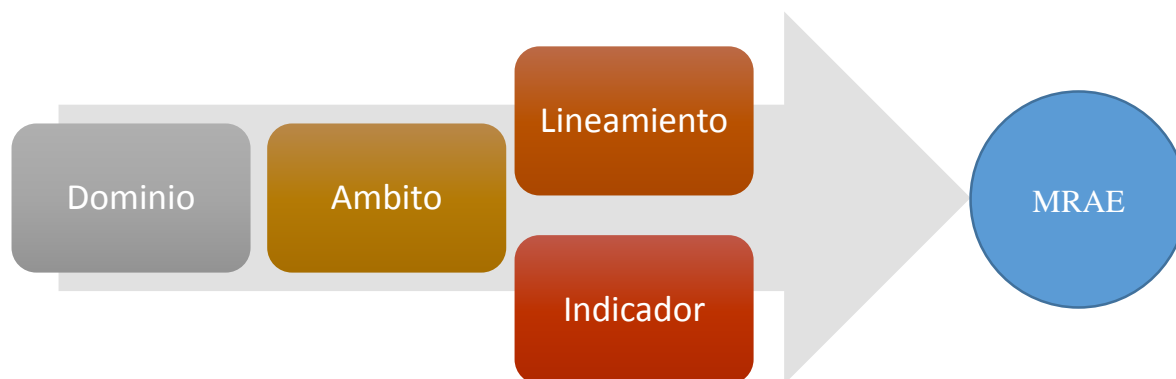 Dominio
Ambito
Lineamiento
Indicador
MRAE